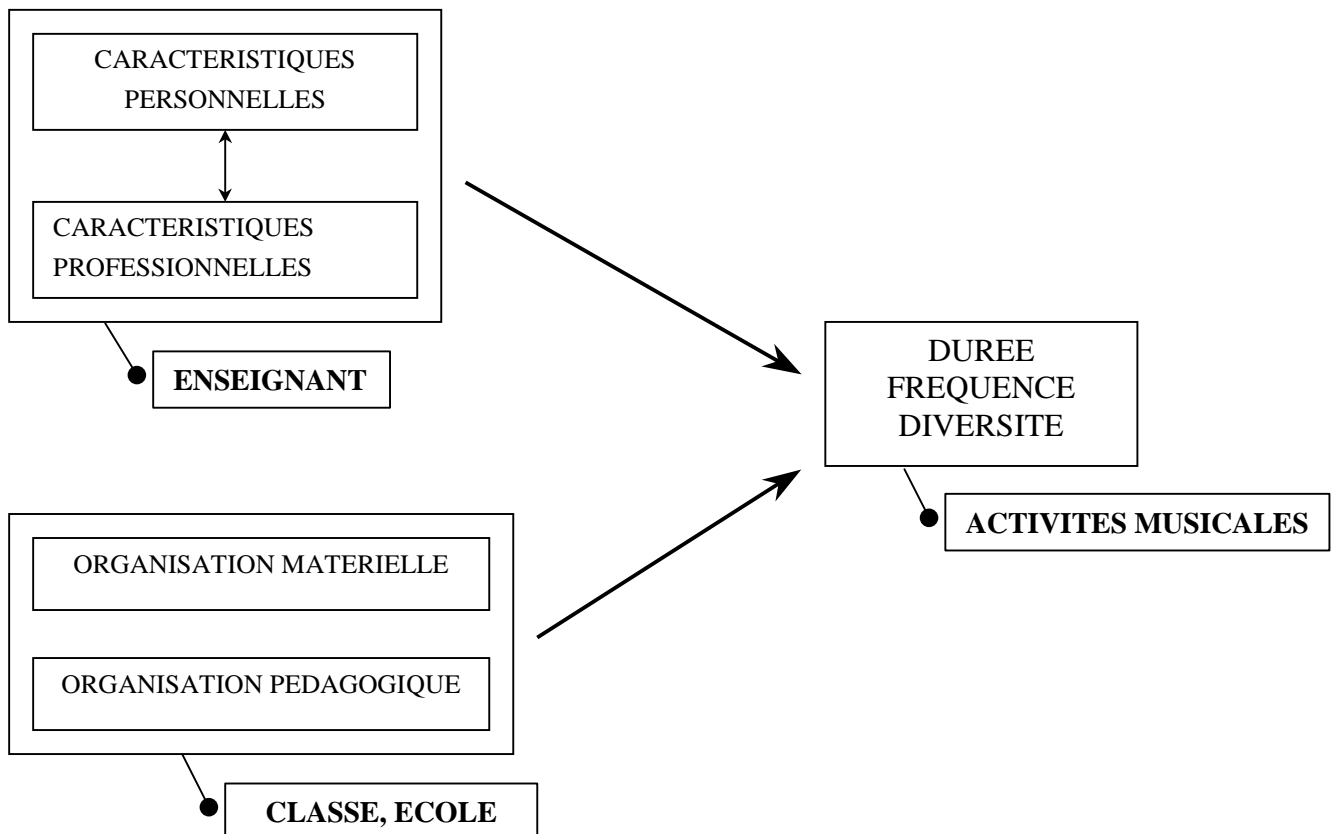 CARACTERISTIQUES
PERSONNELLES
CARACTERISTIQUES
PROFESSIONNELLES
ENSEIGNANT
DUREE
FREQUENCE
DIVERSITE
ACTIVITES MUSICALES
ORGANISATION MATERIELLE
ORGANISATION PEDAGOGIQUE
CLASSE, ECOLE